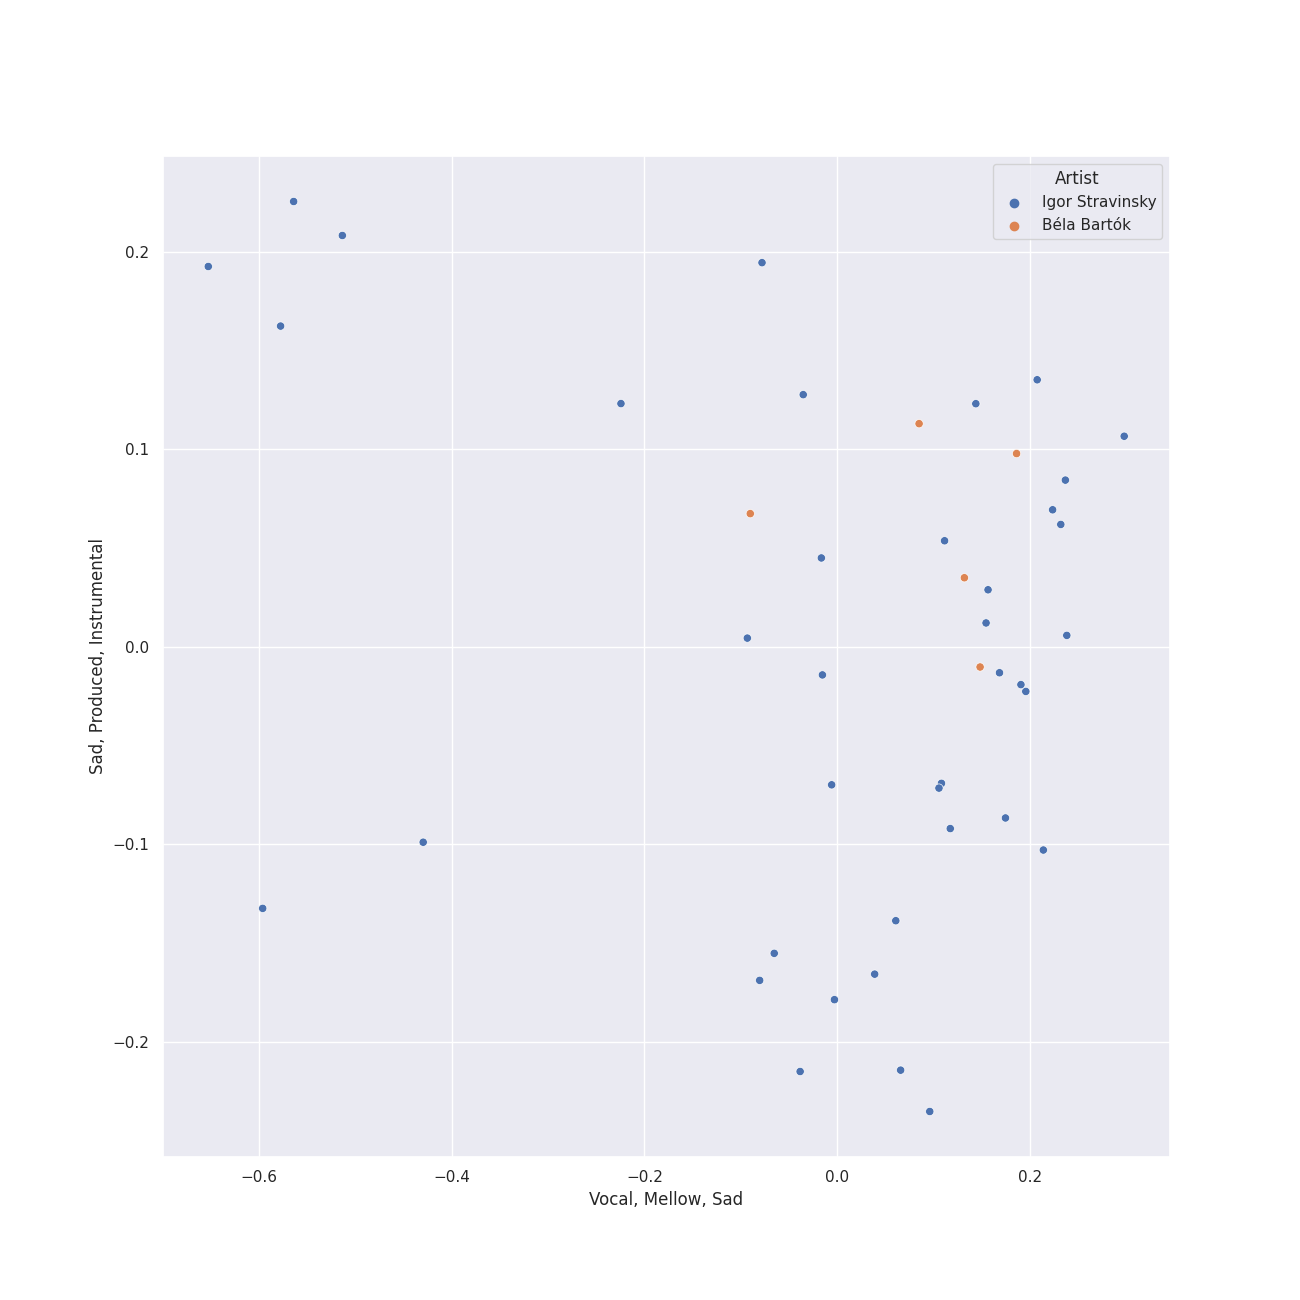 Artist
Igor Stravinsky
Béla Bartók
0.2
0.1
0.0
−0.1
−0.2
Sad, Produced, Instrumental
−0.6
−0.4
−0.2
0.0
0.2
Vocal, Mellow, Sad